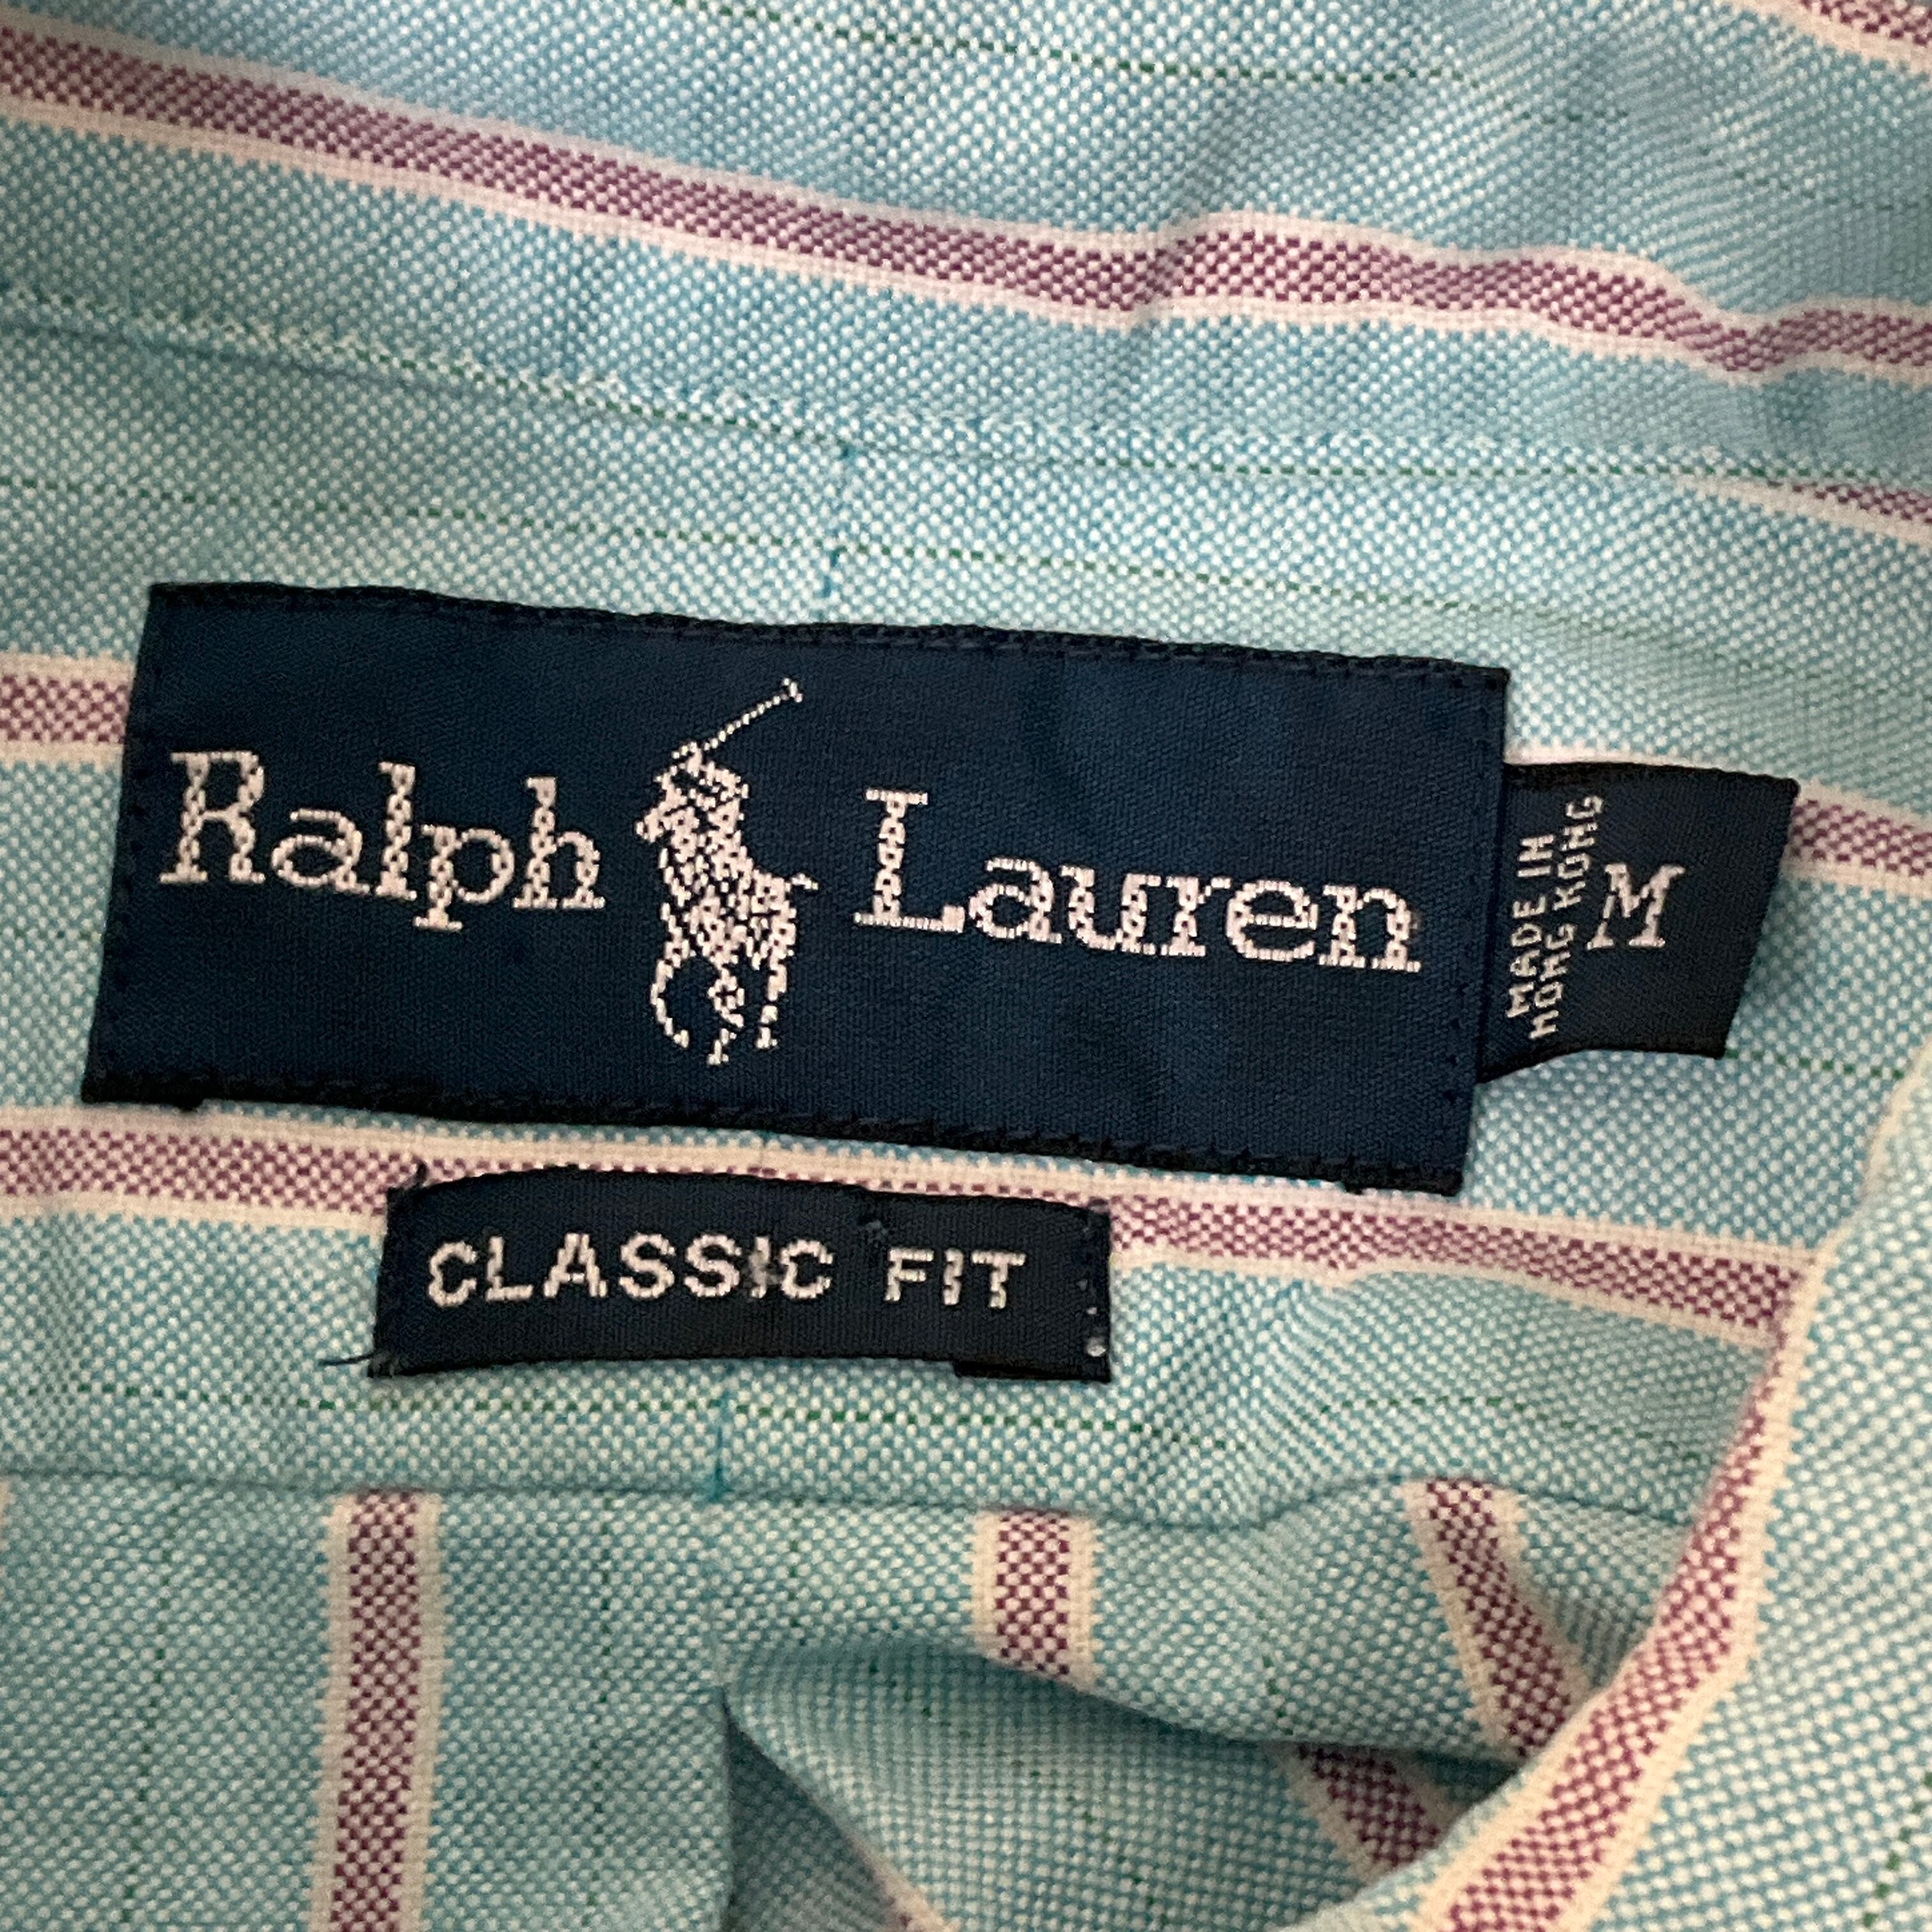 Ralph Lauren
MADE IN
HONG KONG
M
CLASSIC FIT